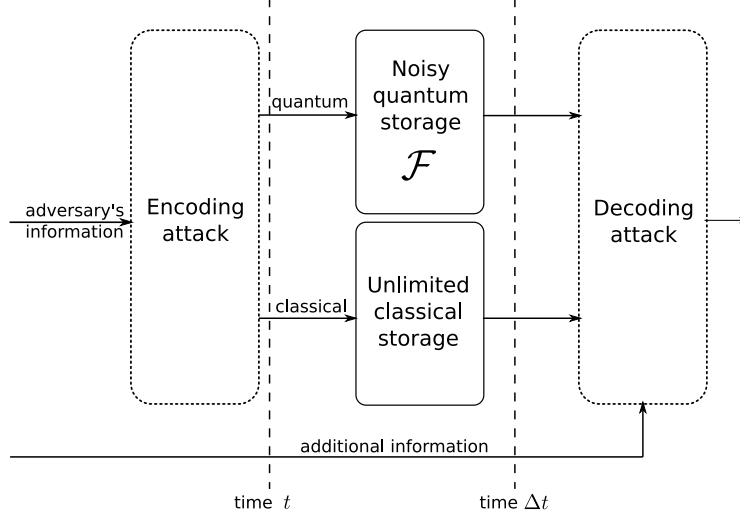 Noisy
quantum
storage
ℱ
quantum
adversary's
information
Encoding
attack
Decoding
attack
Unlimited
classical
storage
classical
additional information
time t
time Δt